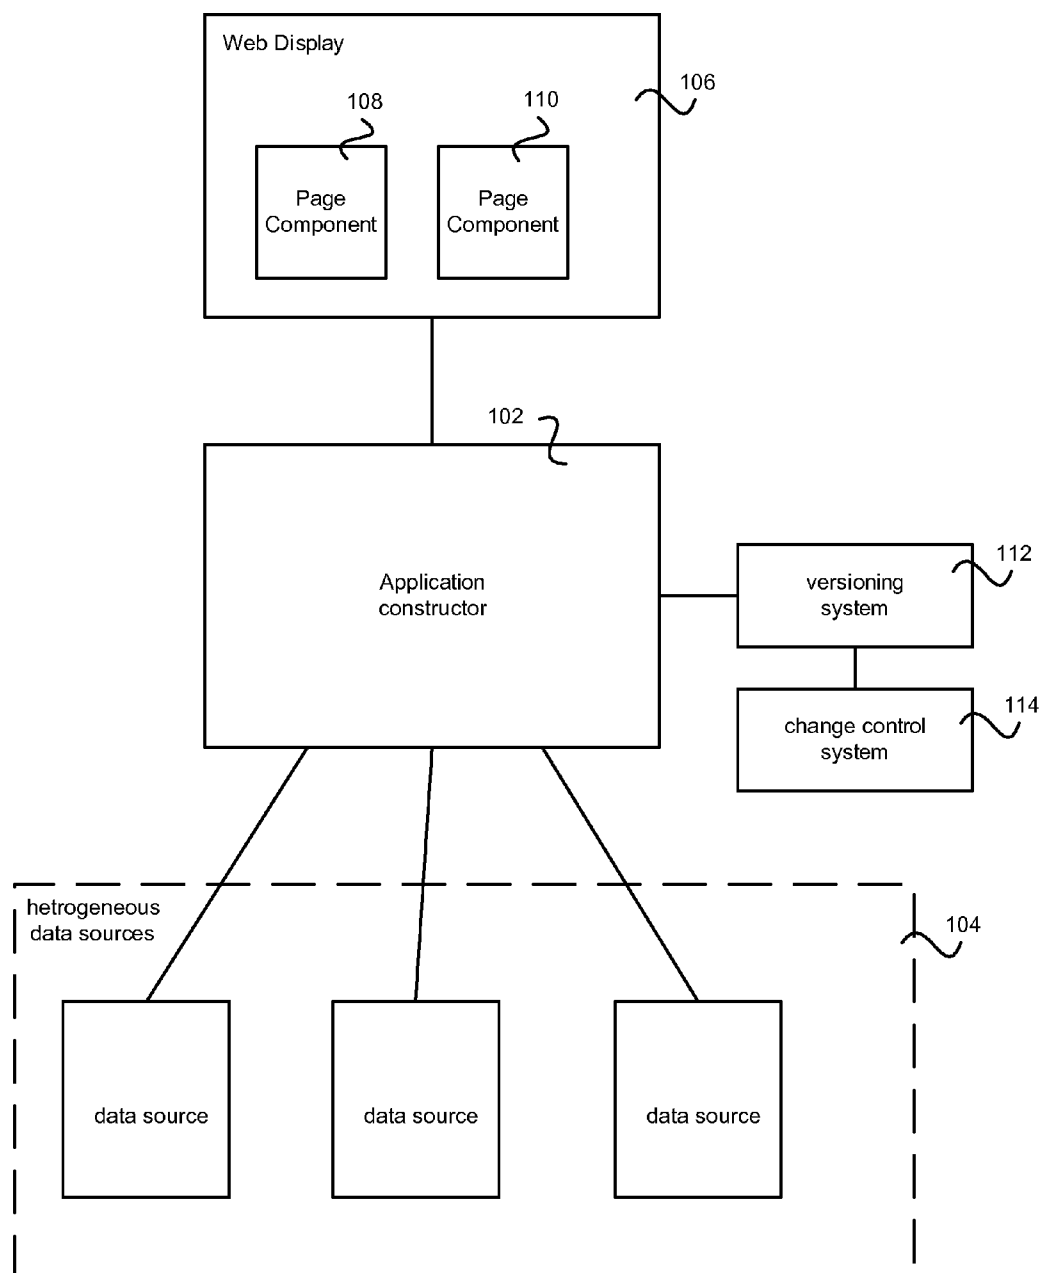 Web Display
106
108
110
Page
Component
Page
Component
102
Application
constructor
112
versioning
system
114
change control
system
hetrogeneous
data sources
104
data source
data source
data source